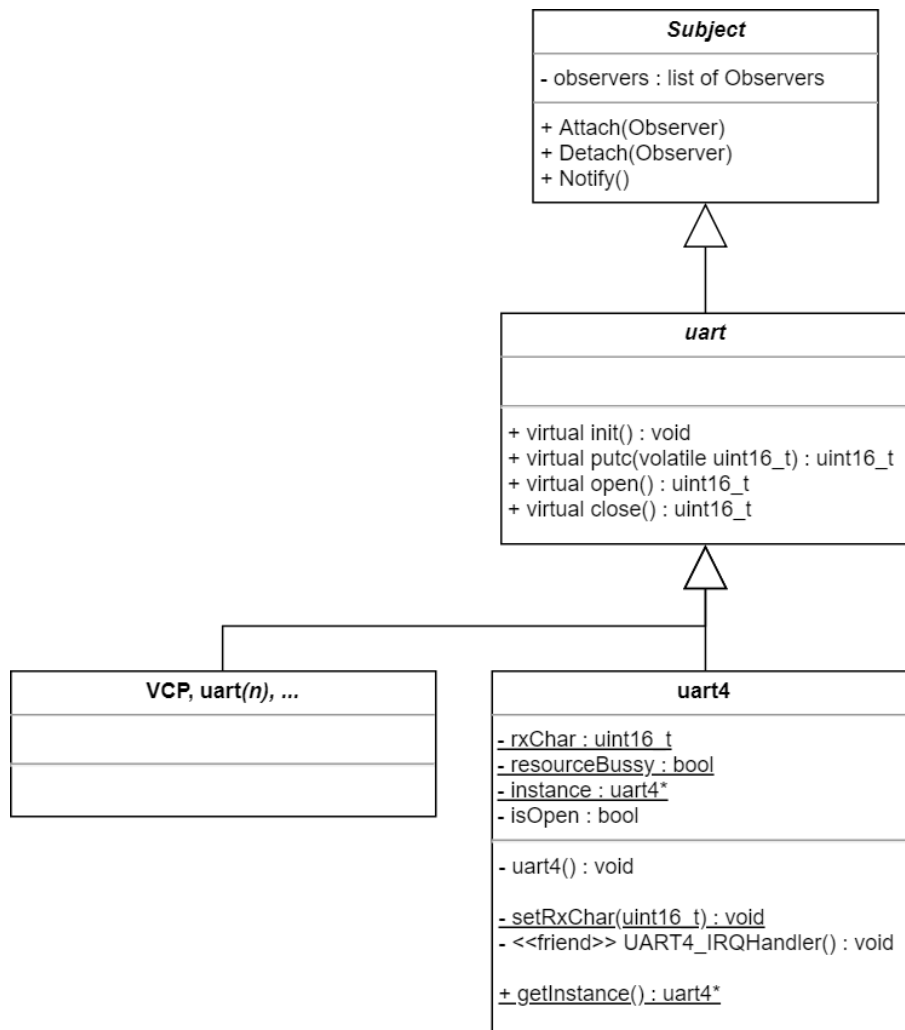 Subject
- observers : list of Observers
+ Attach(Observer)
+ Detach(Observer)
+ Notify()
uart
+ virtual init() : void
+ virtual putc(volatile uint16_t) : uint16_t
+ virtual open() : uint16_t
+ virtual close() : uint16_t
VCP, uart(n), ...
uart4
- rxChar : uint16_t
- resourceBussy : bool
- instance : uart4*
- isOpen : bool
- uart4() : void
- setRxChar(uint16_t) : void
- <<friend>> UART4_IRQHandler() : void
+ getInstance() : uart4*